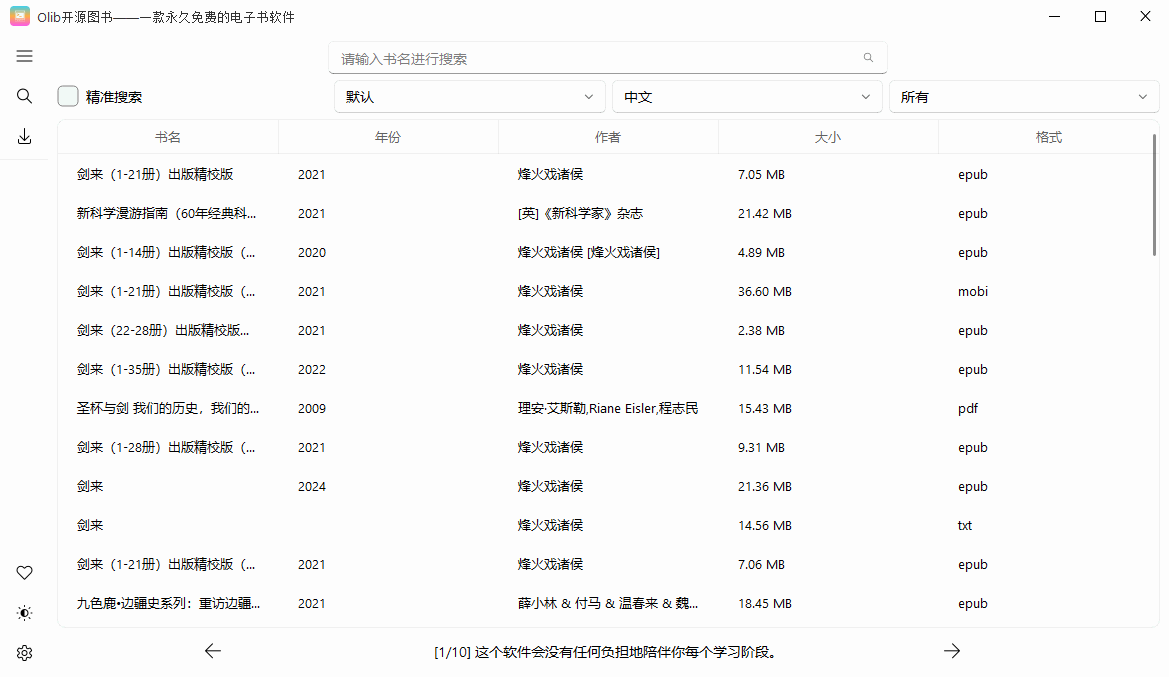 Olib开源图书——一款永久免费的电子书软件
请输入书名进行搜索
精准搜索 默认 中文 所有
书名 年份 作者 大小 格式
剑来（1-21册）出版精校版 2021 烽火戏诸侯 7.05 MB epub
新科学漫游指南（60年经典科... 2021 [英]《新科学家》杂志 21.42 MB epub
剑来（1-14册）出版精校版（... 2020 烽火戏诸侯 [烽火戏诸侯] 4.89 MB epub
剑来（1-21册）出版精校版（... 2021 烽火戏诸侯 36.60 MB mobi
剑来（22-28册）出版精校版... 2021 烽火戏诸侯 2.38 MB epub
剑来（1-35册）出版精校版（... 2022 烽火戏诸侯 11.54 MB epub
圣杯与剑 我们的历史，我们的... 2009 理安·艾斯勒,Riane Eisler,程志民 15.43 MB pdf
剑来（1-28册）出版精校版（... 2021 烽火戏诸侯 9.31 MB epub
剑来 2024 烽火戏诸侯 21.36 MB epub
剑来 烽火戏诸侯 14.56 MB txt
剑来（1-21册）出版精校版（... 2021 烽火戏诸侯 7.06 MB epub
九色鹿•边疆史系列：重访边疆... 2021 薛小林 & 付马 & 温春来 & 魏... 18.45 MB epub
[1/10] 这个软件会没有任何负担地陪伴你每个学习阶段。